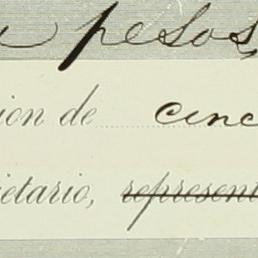 pesos,
ion de cinc
ietario, represent